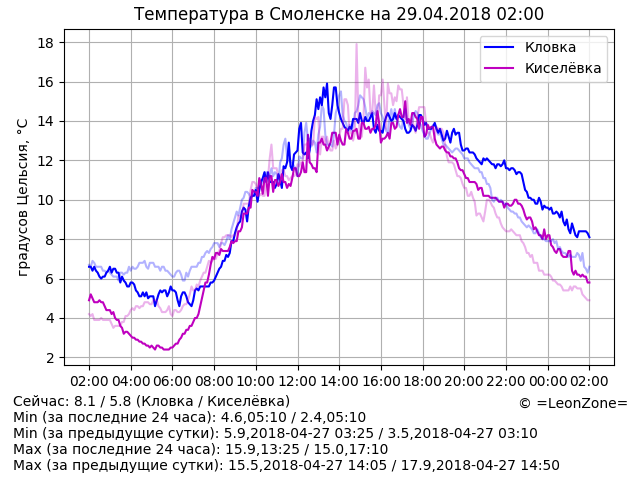 Температура в Смоленске на 29.04.2018 02:00
18
16
14
12
10
8
6
4
2
градусов Цельсия, °C
Кловка
Киселёвка
02:00 04:00 06:00 08:00 10:00 12:00 14:00 16:00 18:00 20:00 22:00 00:00 02:00
Сейчас: 8.1 / 5.8 (Кловка / Киселёвка)
© =LeonZone=
Min (за последние 24 часа): 4.6,05:10 / 2.4,05:10
Min (за предыдущие сутки): 5.9,2018-04-27 03:25 / 3.5,2018-04-27 03:10
Max (за последние 24 часа): 15.9,13:25 / 15.0,17:10
Max (за предыдущие сутки): 15.5,2018-04-27 14:05 / 17.9,2018-04-27 14:50